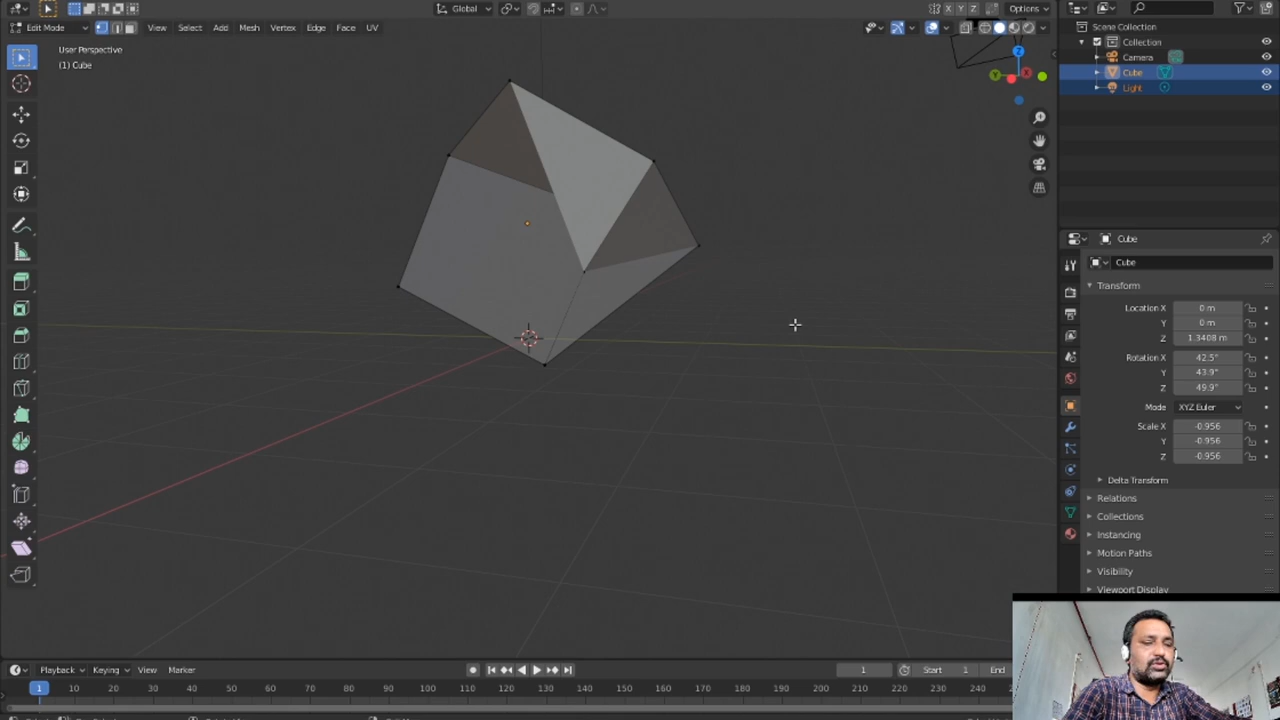 Global
Options
Edit Mode
View Select Add Mesh Vertex Edge Face UV
X Y Z
User Perspective
(1) Cube
Z
Y
X
Scene Collection
Collection
Camera
Cube
Light
Cube
Cube
Transform
Location X 0 m
Y 0 m
Z 1.3408 m
Rotation X 42.5°
Y 43.9°
Z 49.9°
Mode XYZ Euler
Scale X -0.956
Y -0.956
Z -0.956
Delta Transform
Relations
Collections
Instancing
Motion Paths
Visibility
Viewport Display
Playback Keying View Marker
1 Start 1 End
1 10 20 30 40 50 60 70 80 90 100 110 120 130 140 150 160 170 180 190 200 210 220 230 240